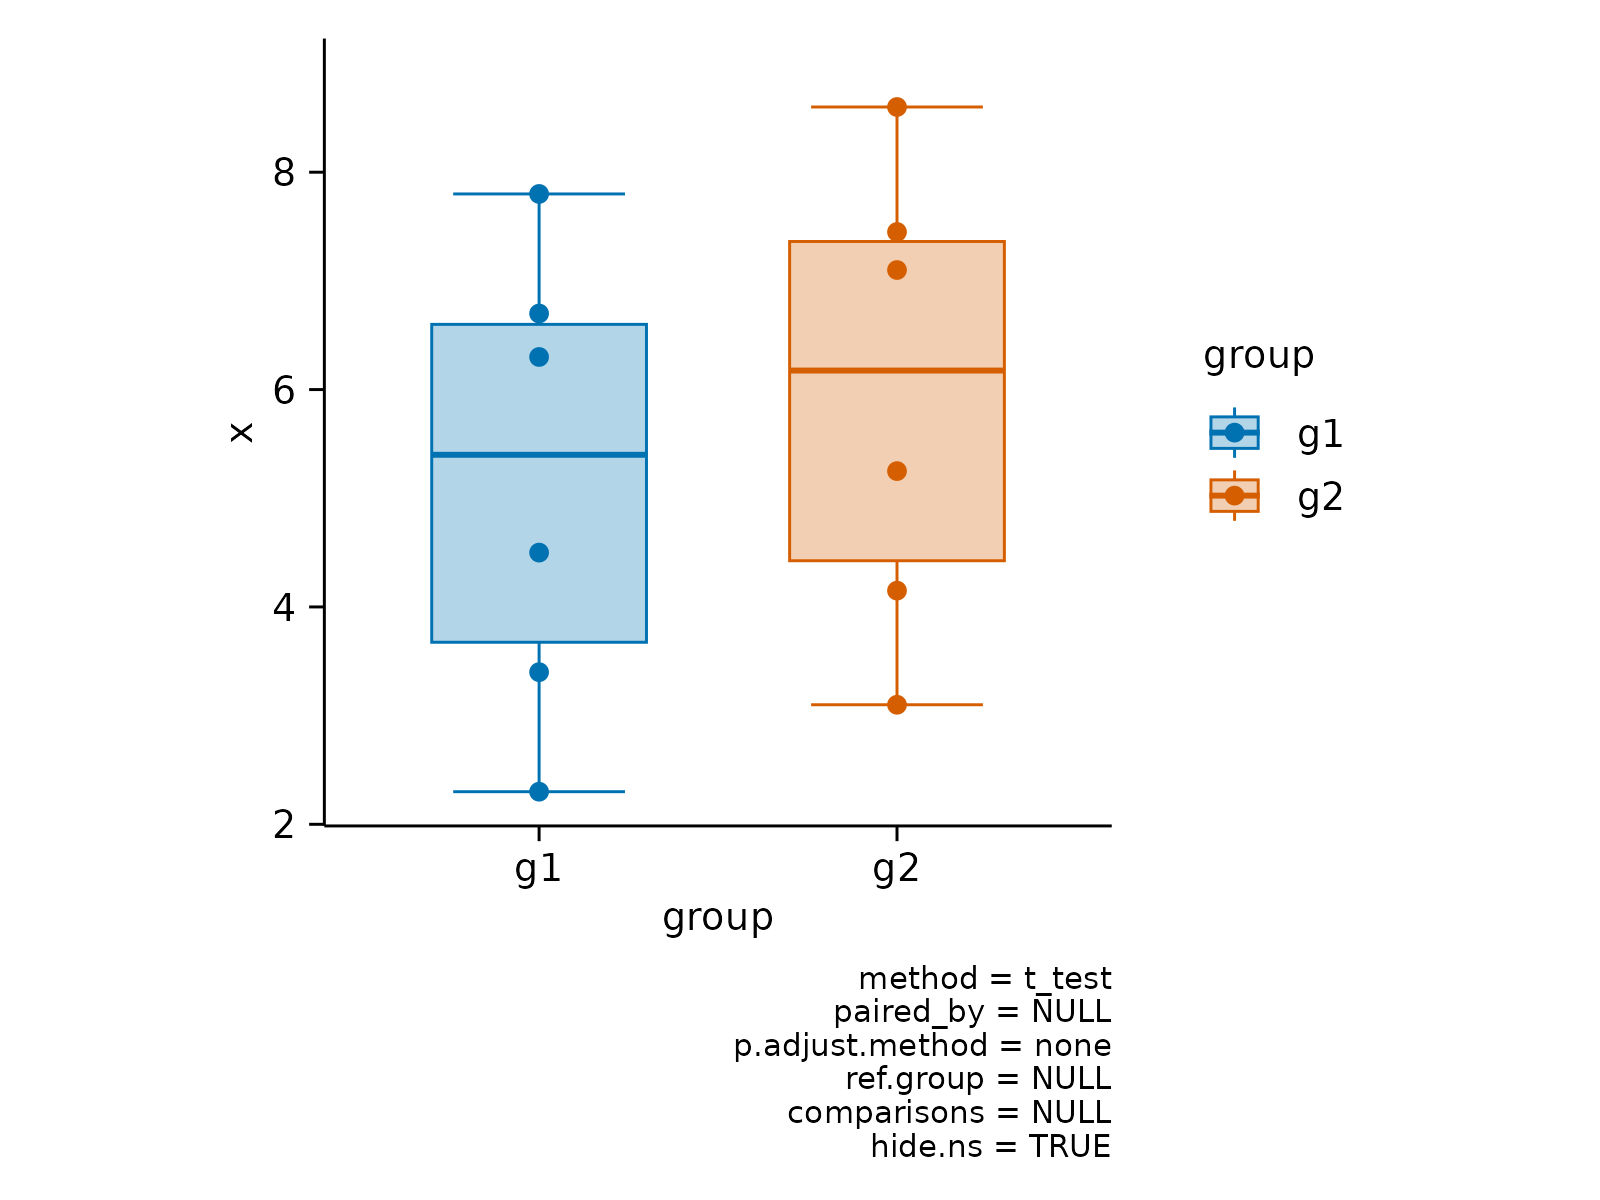 8
6
4
2
x
g1
g2
group
group
g1
g2
method = t_test
paired_by = NULL
p.adjust.method = none
ref.group = NULL
comparisons = NULL
hide.ns = TRUE